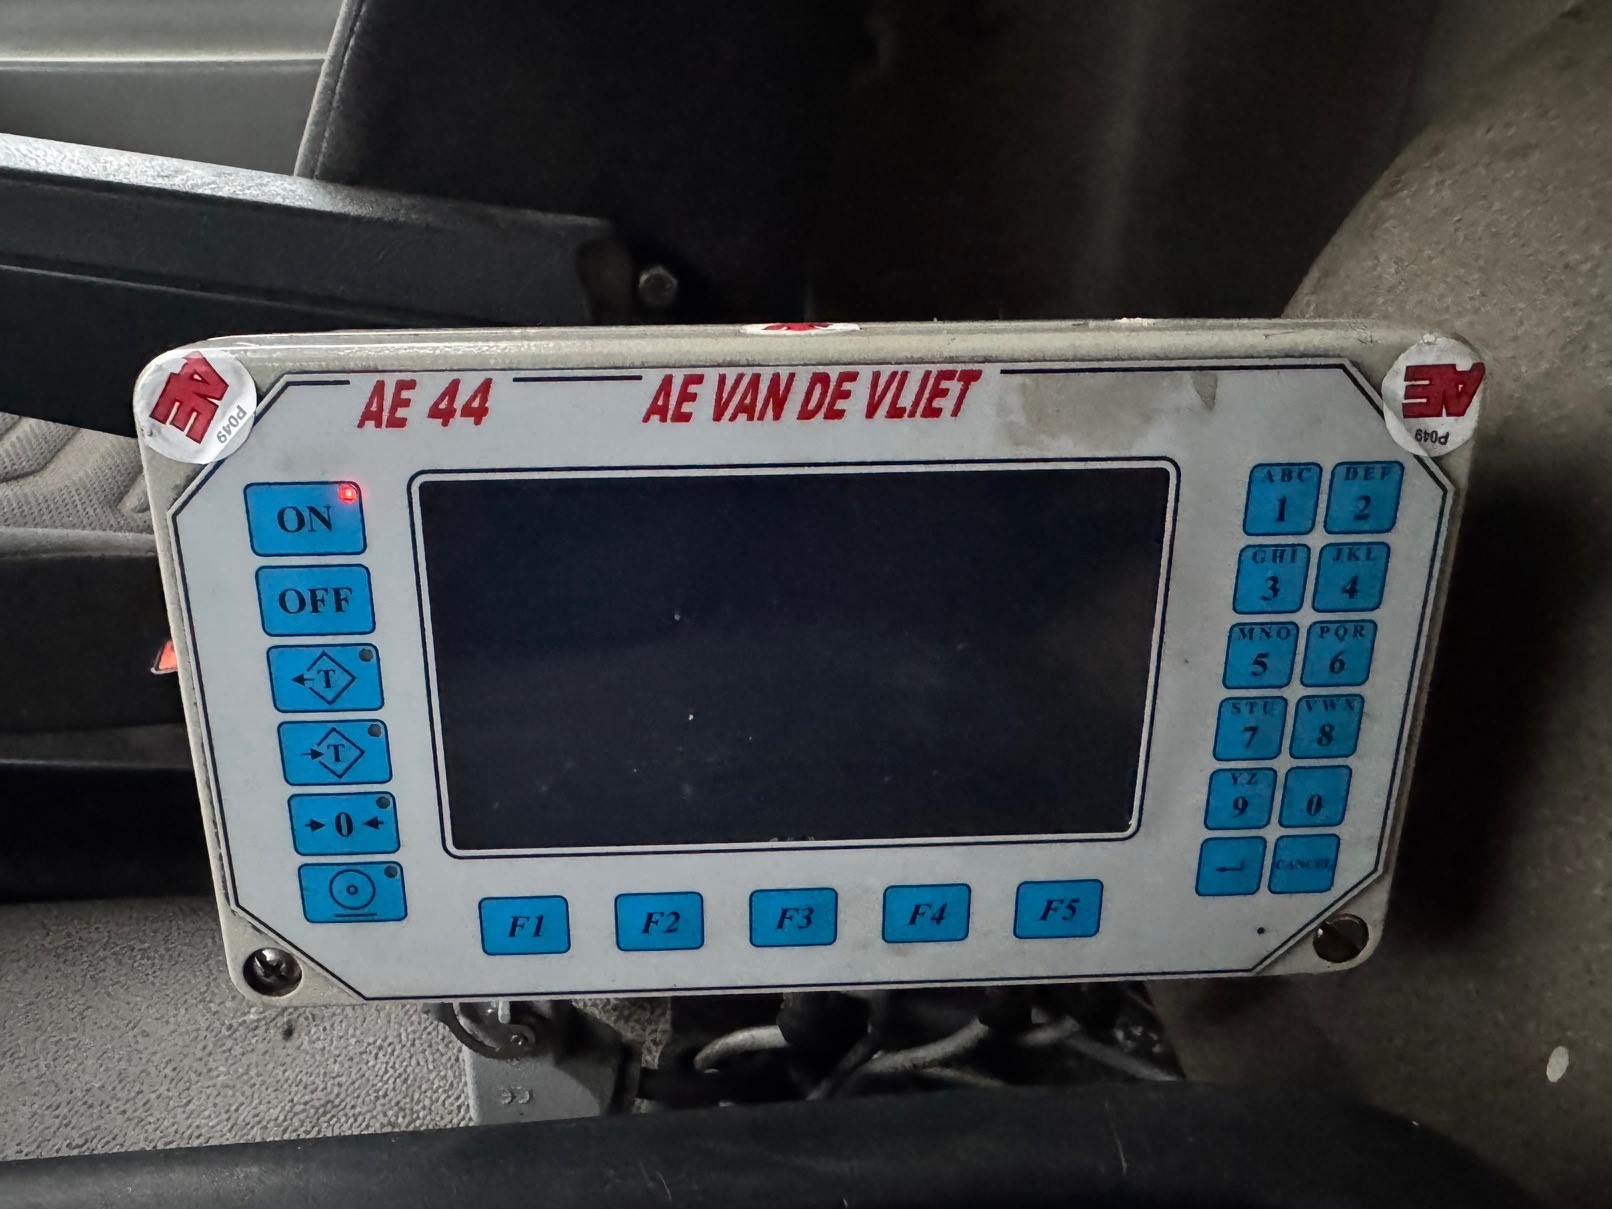 AE
P049
AE 44
AE VAN DE VLIET
AE
P049
ON
OFF
T
T
0
ABC
1
DEF
2
GHI
3
JKL
4
MNO
5
PQR
6
STU
7
VWX
8
YZ
9
0
CANCEL
F1
F2
F3
F4
F5